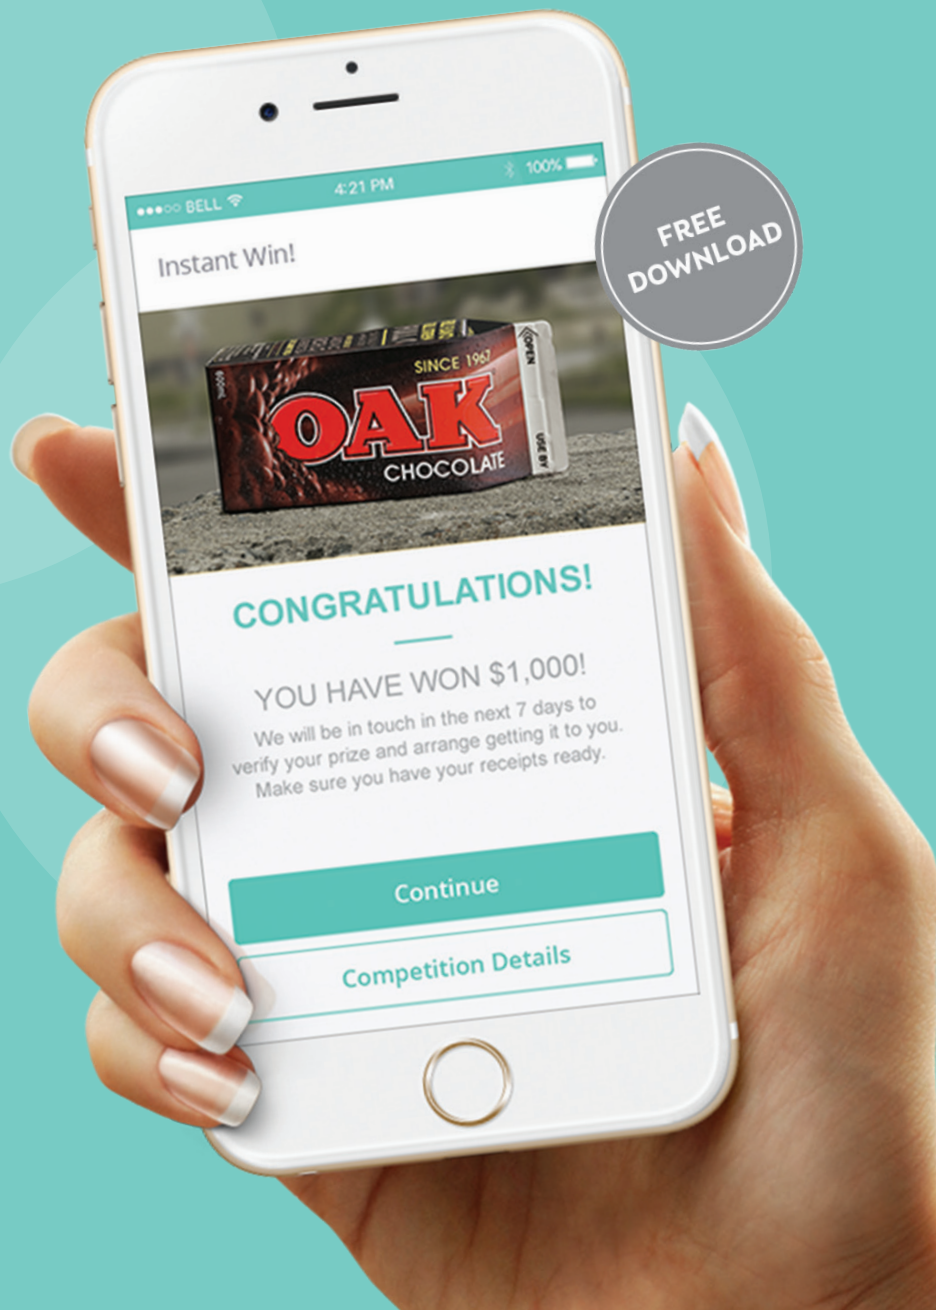 ●●●○○ BELL 4:21 PM 100%
Instant Win!
FREE
DOWNLOAD
600mL
SINCE 1967
OAK
CHOCOLATE
OPEN
USE BY
CONGRATULATIONS!
YOU HAVE WON $1,000!
We will be in touch in the next 7 days to
verify your prize and arrange getting it to you.
Make sure you have your receipts ready.
Continue
Competition Details